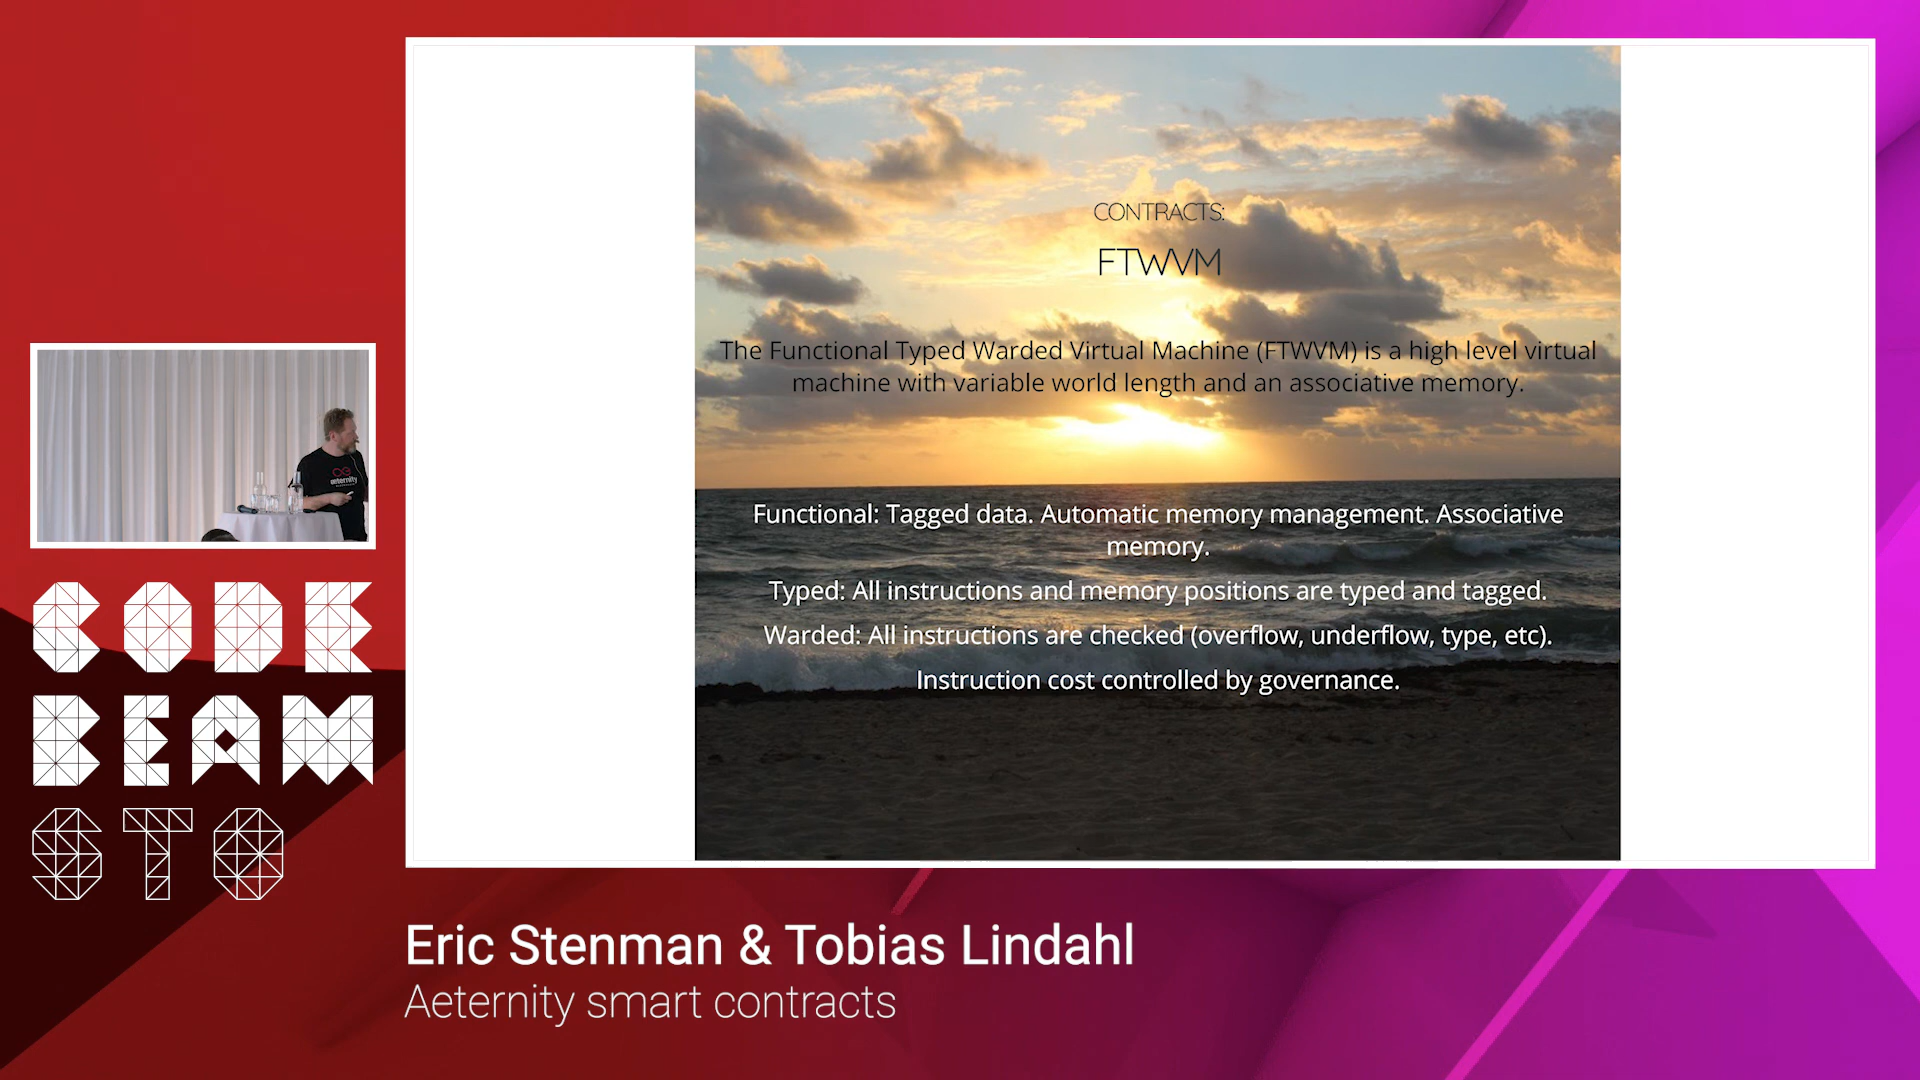 CONTRACTS:
FTWVM
The Functional Typed Warded Virtual Machine (FTWVM) is a high level virtual
machine with variable world length and an associative memory.
Functional: Tagged data. Automatic memory management. Associative
memory.
Typed: All instructions and memory positions are typed and tagged.
Warded: All instructions are checked (overflow, underflow, type, etc).
Instruction cost controlled by governance.
aeternity
CODE
BEAM
STO
Eric Stenman & Tobias Lindahl
Aeternity smart contracts